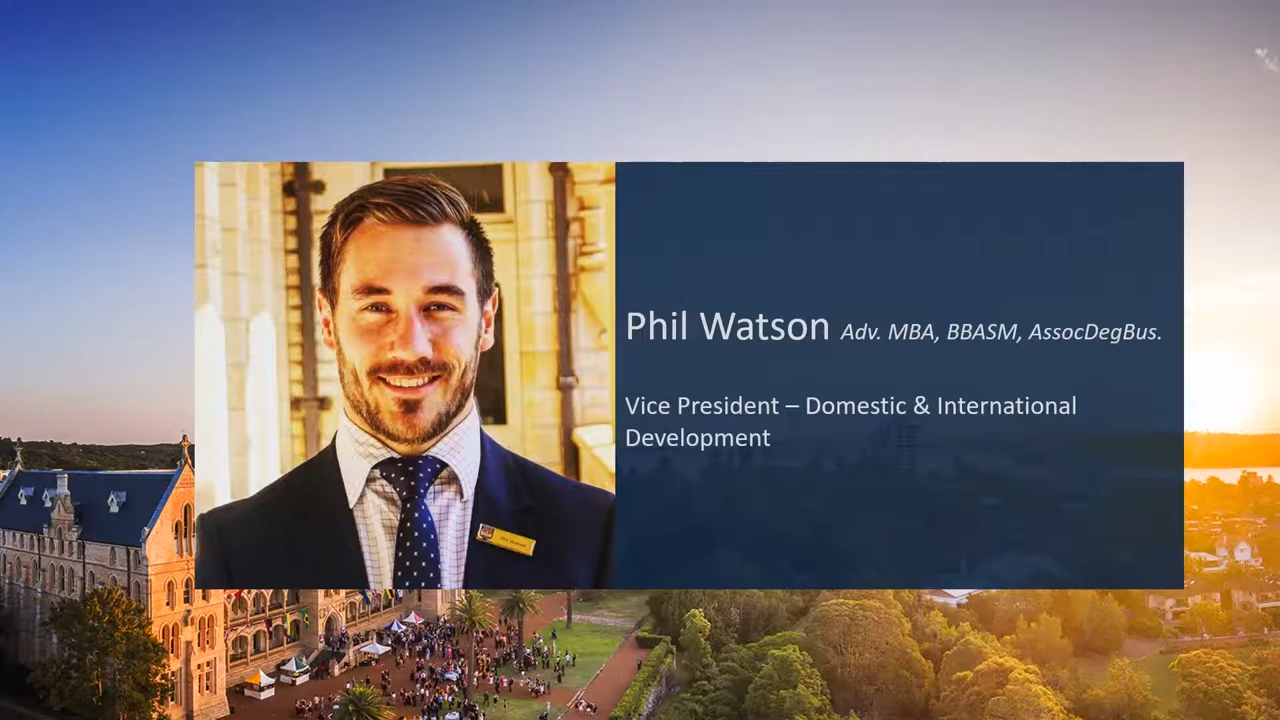 Phil Watson Adv. MBA, BBASM, AssocDegBus.
Vice President – Domestic & International
Development